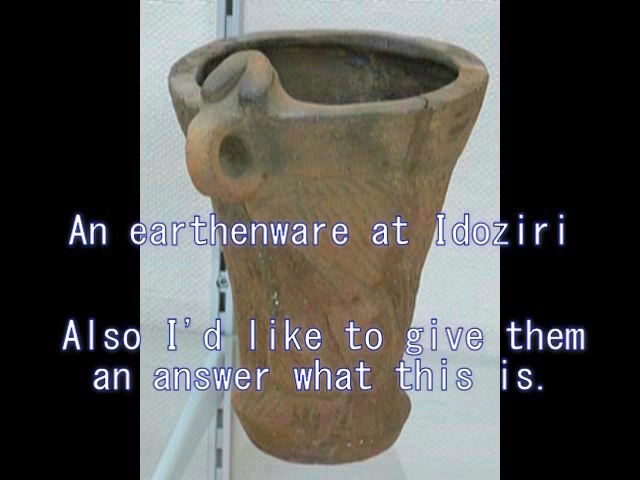 An earthenware at Idoziri
Also I'd like to give them
an answer what this is.